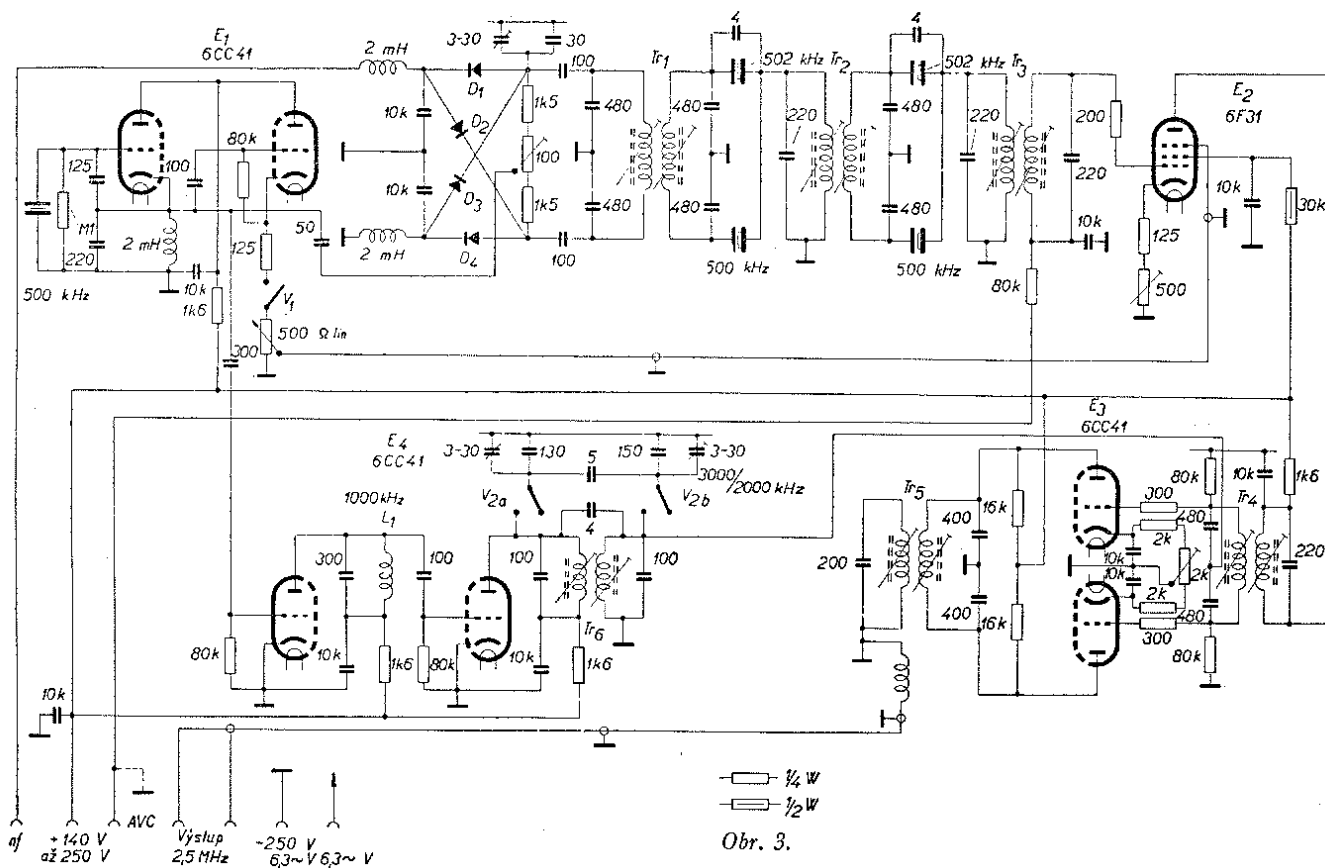 E1
6CC41
2 mH
3-30
30
100
4
502 kHz
Tr1
Tr2
4
502 kHz
Tr3
E2
6F31
D1
1k5
480
480
220
480
220
200
220
10k
80k
D2
100
125
100
10k
D3
1k5
480
480
480
10k
30k
M1
220
2 mH
50
125
10k
1k6
V1
2 mH
D4
100
500 kHz
500 kHz
10k
80k
125
500
500 kHz
500 Ω lin
300
E4
6CC41
3-30
130
5
150
3-30
3000/2000 kHz
V2a
V2b
4
1000 kHz
L1
300
100
100
100
80k
10k
1k6
80k
10k
Tr6
1k6
10k
E3
6CC41
Tr5
400
16k
200
400
16k
300
2k
80k
480
10k
Tr4
1k6
10k
10k
2k
220
2k
480
300
80k
nf
+140 V
až 250 V
AVC
Výstup
2,5 MHz
-250 V
6,3~V
6,3~ V
1/4 W
1/2 W
Obr. 3.